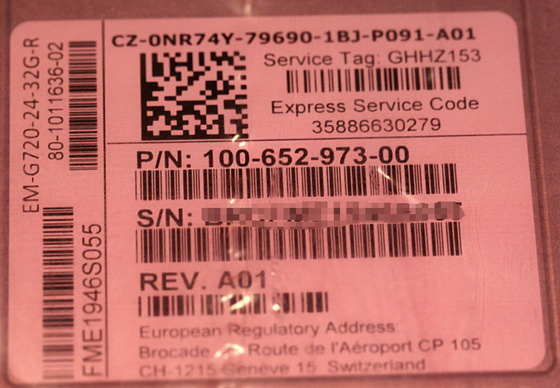 CZ-0NR74Y-79690-1BJ-P091-A01
Service Tag: GHHZ153
Express Service Code
35886630279
EM-G720-24-32G-R
80-1011636-02
P/N: 100-652-973-00
S/N:
FME1946S055
REV. A01
European Regulatory Address
Brocade, Route de l'Aéroport CP 105
CH-1215 Geneve 15 Switzerland